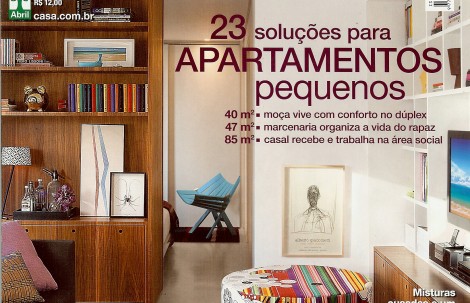 Abril
R$ 12,00
casa.com.br
23 soluções para
APARTAMENTOS
pequenos
40 m² ▪ moça vive com conforto no dúplex
47 m² ▪ marcenaria organiza a vida do rapaz
85 m² ▪ casal recebe e trabalha na área social
Misturas